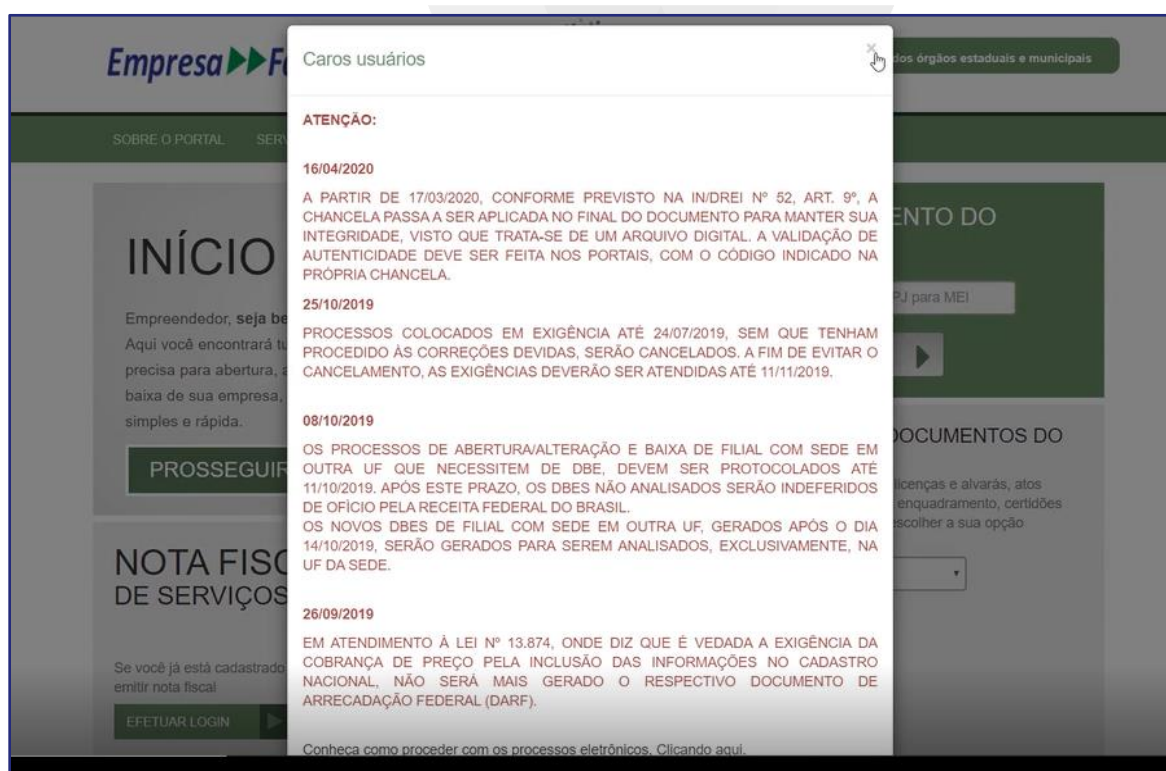 Empresa
Caros usuários
×
dos órgãos estaduais e municipais
ATENÇÃO:
SOBRE O PORTAL
16/04/2020
A PARTIR DE 17/03/2020, CONFORME PREVISTO NA IN/DREI Nº 52, ART. 9º, A
CHANCELA PASSA A SER APLICADA NO FINAL DO DOCUMENTO PARA MANTER SUA
INTEGRIDADE, VISTO QUE TRATA-SE DE UM ARQUIVO DIGITAL. A VALIDAÇÃO DE
AUTENTICIDADE DEVE SER FEITA NOS PORTAIS, COM O CÓDIGO INDICADO NA
PRÓPRIA CHANCELA.
25/10/2019
PROCESSOS COLOCADOS EM EXIGÊNCIA ATÉ 24/07/2019, SEM QUE TENHAM
PROCEDIDO ÀS CORREÇÕES DEVIDAS, SERÃO CANCELADOS. A FIM DE EVITAR O
CANCELAMENTO, AS EXIGÊNCIAS DEVERÃO SER ATENDIDAS ATÉ 11/11/2019.
08/10/2019
OS PROCESSOS DE ABERTURA/ALTERAÇÃO E BAIXA DE FILIAL COM SEDE EM
OUTRA UF QUE NECESSITEM DE DBE, DEVEM SER PROTOCOLADOS ATÉ
11/10/2019. APÓS ESTE PRAZO, OS DBES NÃO ANALISADOS SERÃO INDEFERIDOS
DE OFÍCIO PELA RECEITA FEDERAL DO BRASIL.
OS NOVOS DBES DE FILIAL COM SEDE EM OUTRA UF, GERADOS APÓS O DIA
14/10/2019, SERÃO GERADOS PARA SEREM ANALISADOS, EXCLUSIVAMENTE, NA
UF DA SEDE.
26/09/2019
EM ATENDIMENTO À LEI Nº 13.874, ONDE DIZ QUE É VEDADA A EXIGÊNCIA DA
COBRANÇA DE PREÇO PELA INCLUSÃO DAS INFORMAÇÕES NO CADASTRO
NACIONAL, NÃO SERÁ MAIS GERADO O RESPECTIVO DOCUMENTO DE
ARRECADAÇÃO FEDERAL (DARF).
Conheça como proceder com os processos eletrônicos. Clicando aqui.
INÍCIO
Empreendedor, seja be
Aqui você encontrará tu
precisa para abertura, a
baixa de sua empresa,
simples e rápida.
PROSSEGUIR
NOTA FISC
DE SERVIÇOS
Se você já está cadastrado
emitir nota fiscal
EFETUAR LOGIN
ENTO DO
PJ para MEI
DOCUMENTOS DO
licenças e alvarás, atos
enquadramento, certidões
escolher a sua opção